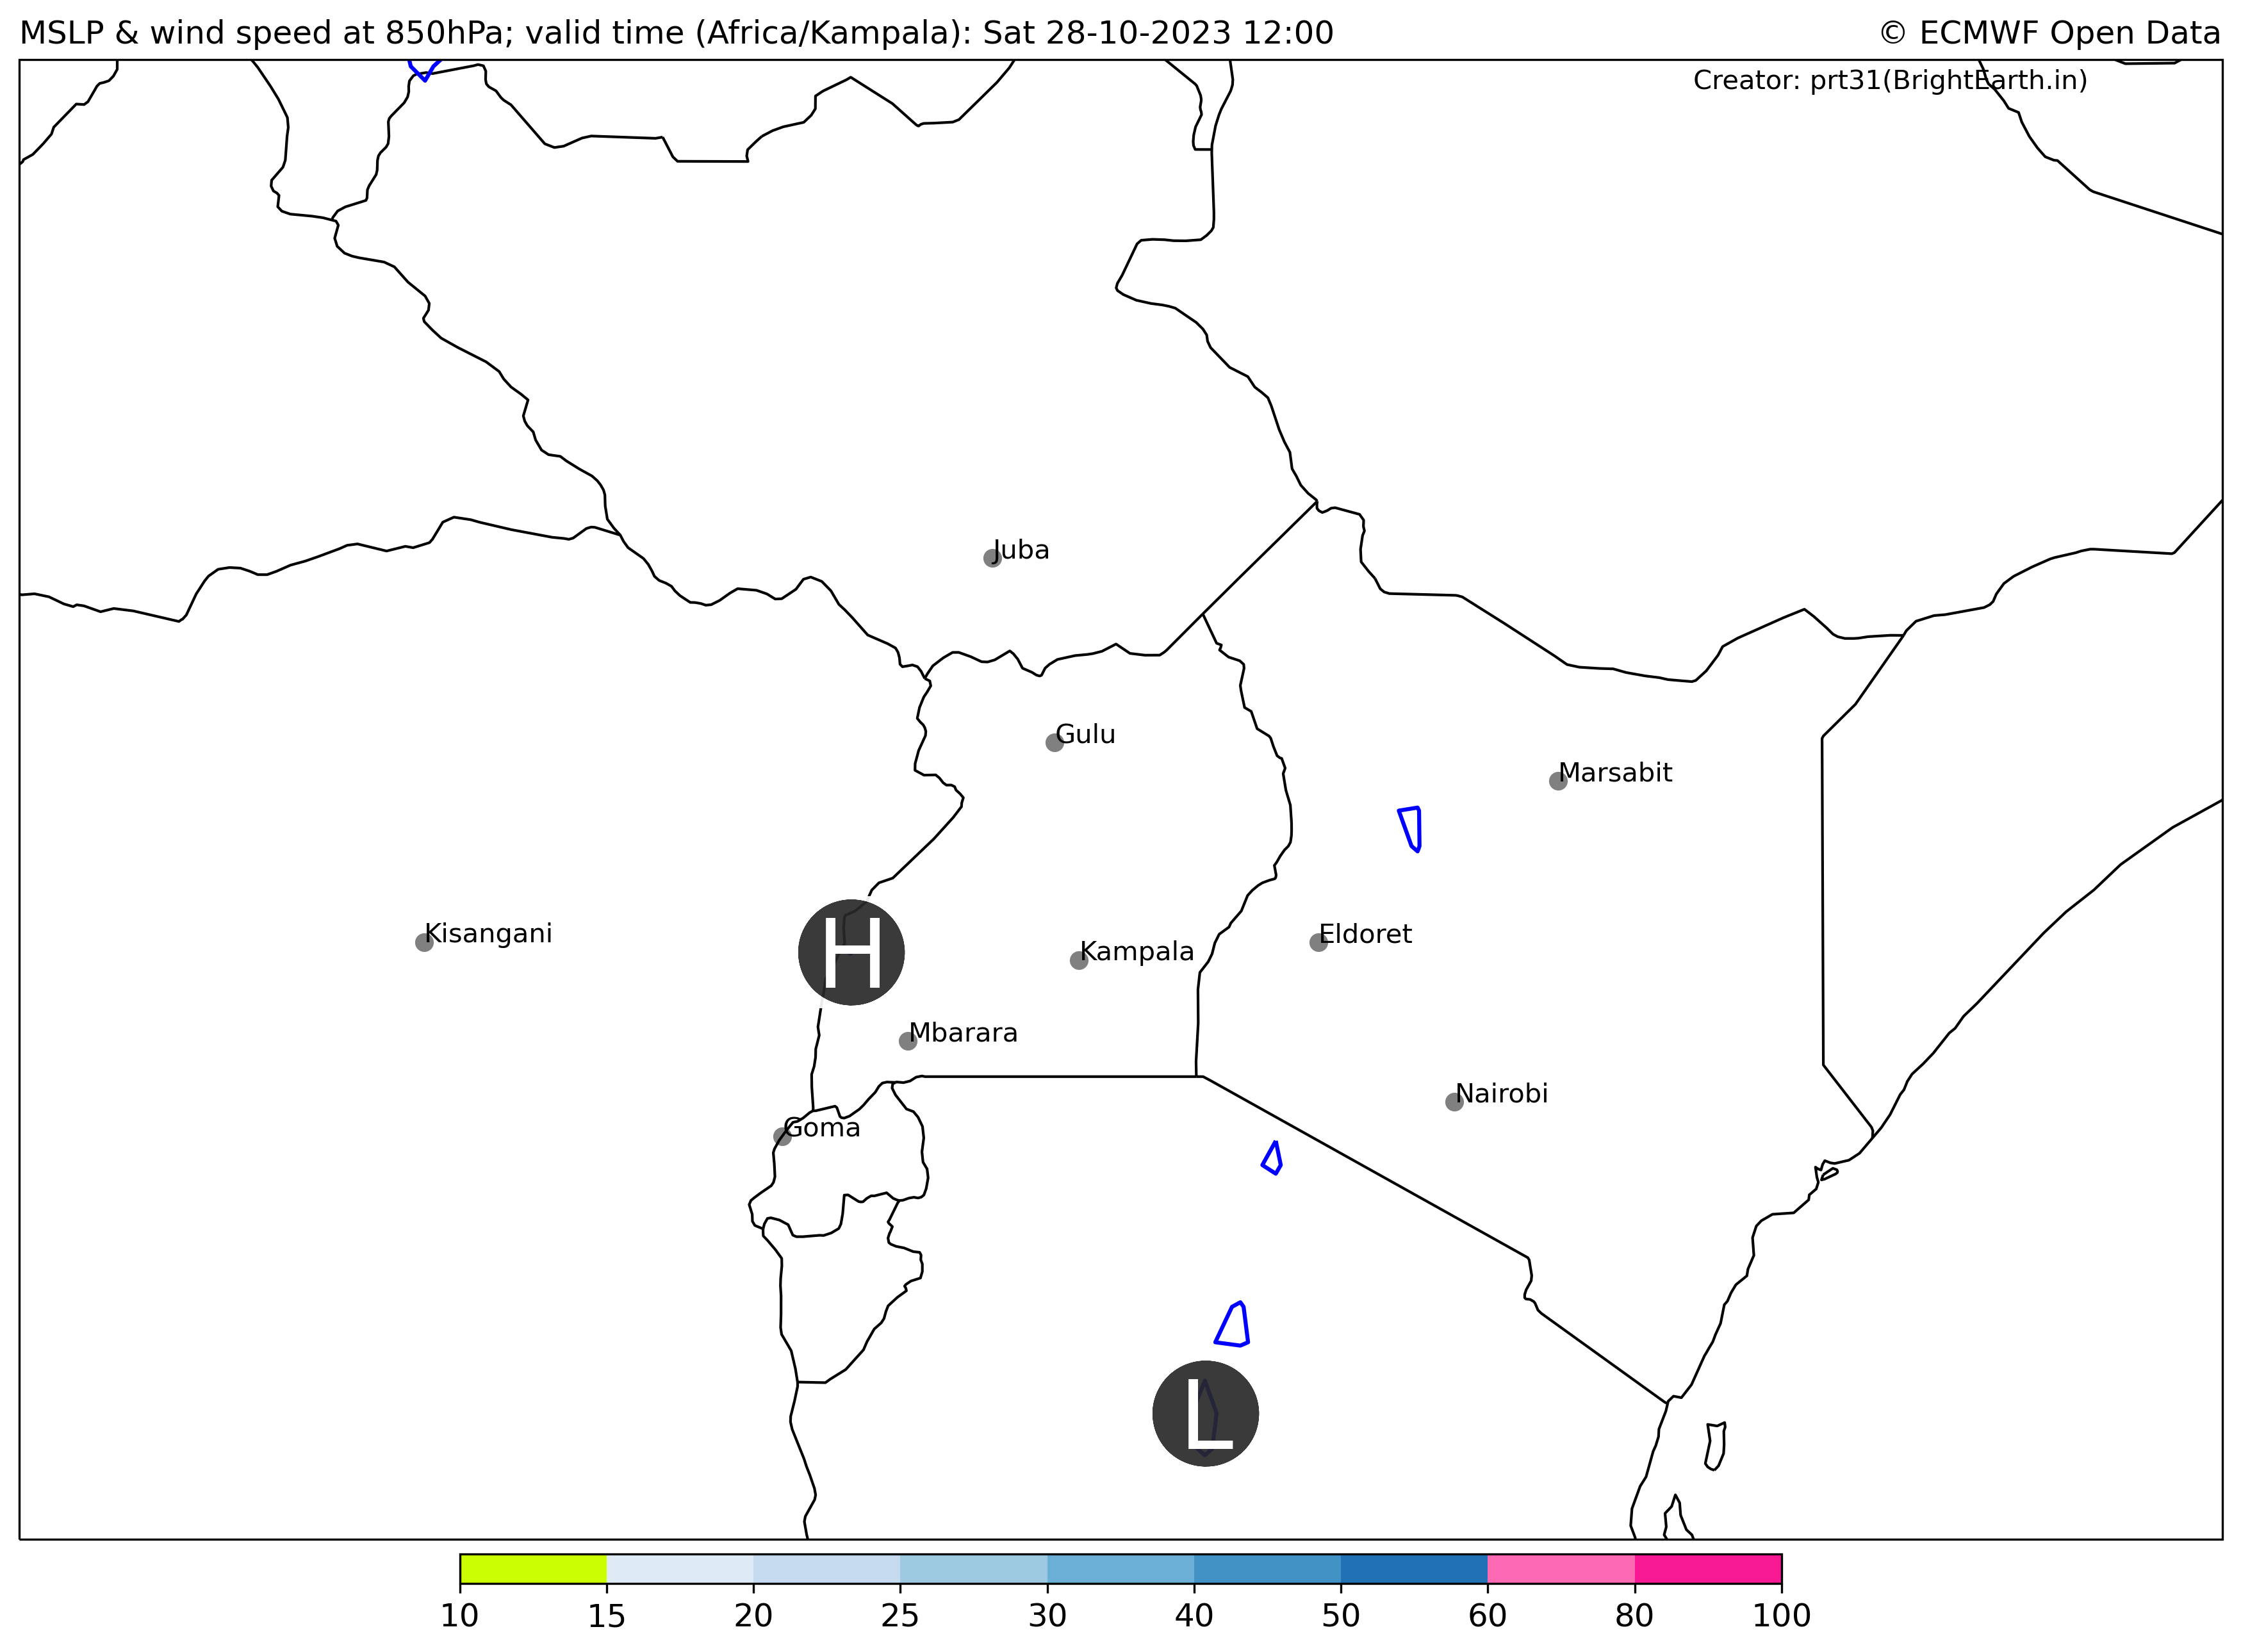 MSLP & wind speed at 850hPa; valid time (Africa/Kampala): Sat 28-10-2023 12:00
© ECMWF Open Data
Creator: prt31(BrightEarth.in)
Juba
Gulu
Marsabit
Kisangani
H
Kampala
Eldoret
Mbarara
Nairobi
Goma
L
10 15 20 25 30 40 50 60 80 100